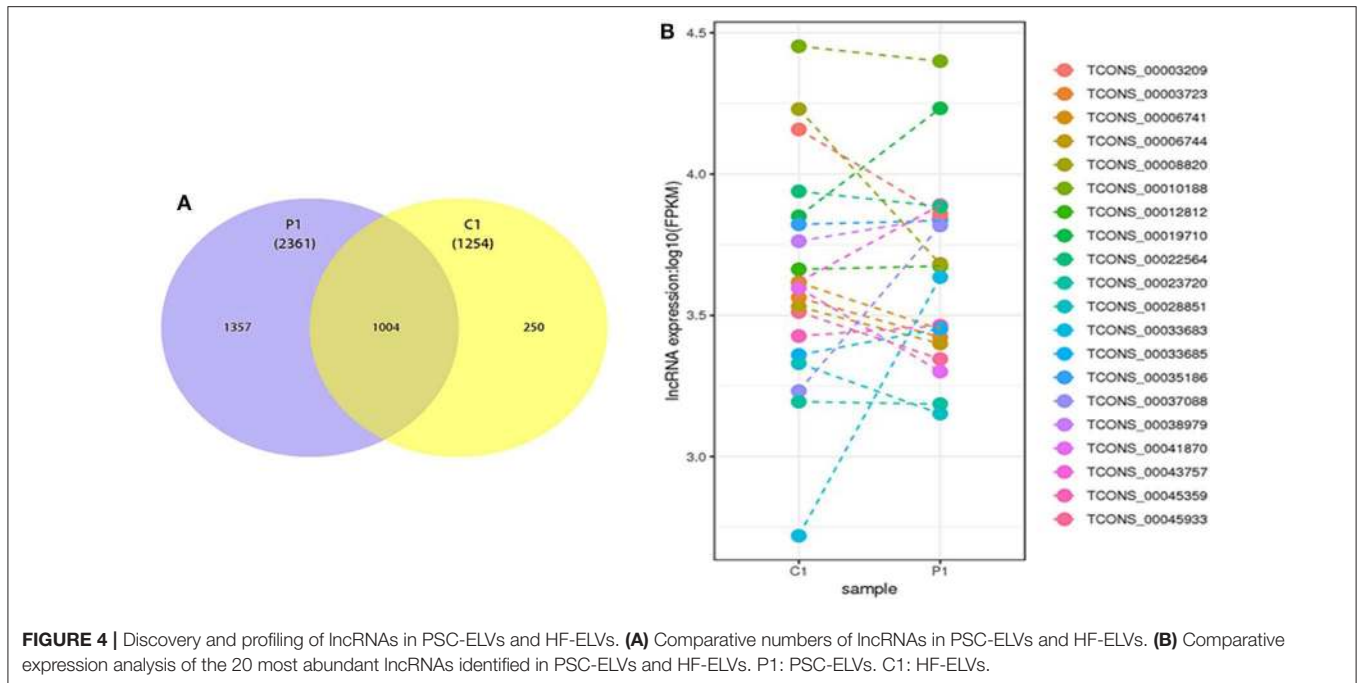 A
P1
(2361)
C1
(1254)
1357
1004
250
B
4.5
4.0
3.5
3.0
lncRNA expression:log10(FPKM)
C1
P1
sample
TCONS_00003209
TCONS_00003723
TCONS_00006741
TCONS_00006744
TCONS_00008820
TCONS_00010188
TCONS_00012812
TCONS_00019710
TCONS_00022564
TCONS_00023720
TCONS_00028851
TCONS_00033683
TCONS_00033685
TCONS_00035186
TCONS_00037088
TCONS_00038979
TCONS_00041870
TCONS_00043757
TCONS_00045359
TCONS_00045933
FIGURE 4 | Discovery and profiling of lncRNAs in PSC-ELVs and HF-ELVs. (A) Comparative numbers of lncRNAs in PSC-ELVs and HF-ELVs. (B) Comparative
expression analysis of the 20 most abundant lncRNAs identified in PSC-ELVs and HF-ELVs. P1: PSC-ELVs. C1: HF-ELVs.